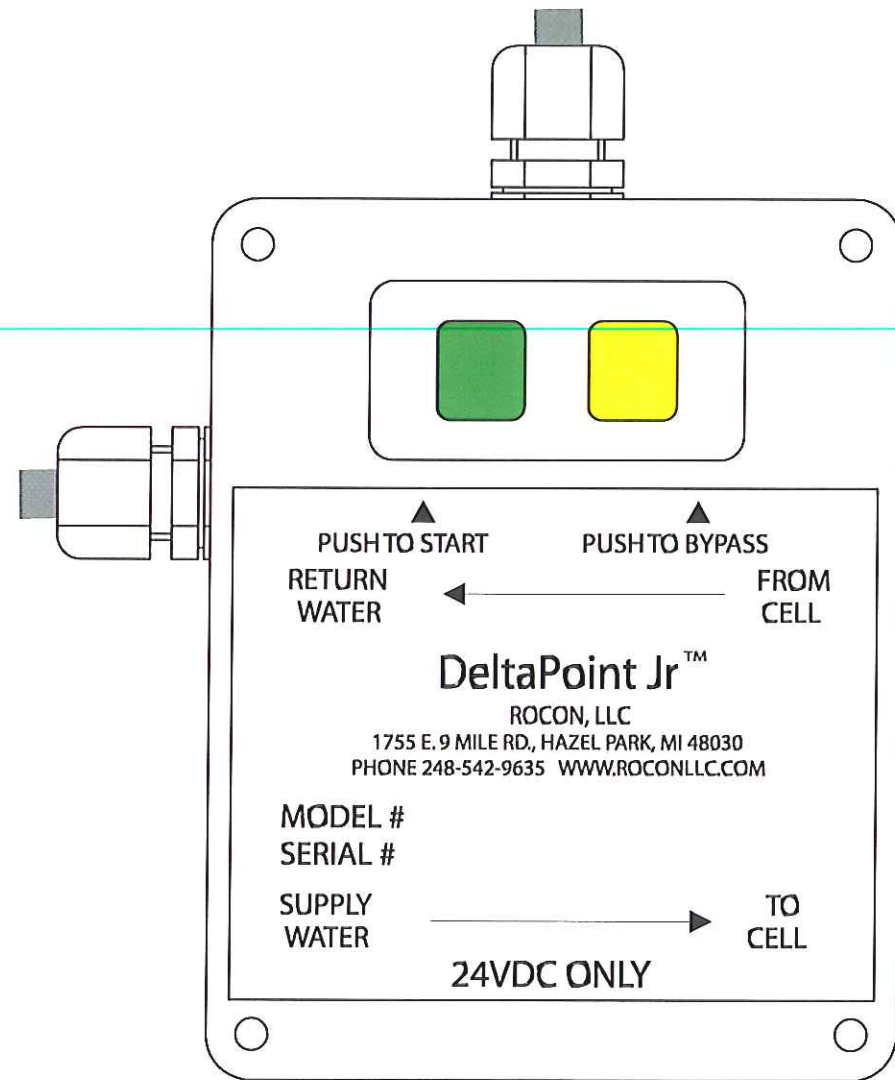 PUSH TO START PUSH TO BYPASS
RETURN WATER FROM CELL
DeltaPoint Jr™
ROCON, LLC
1755 E. 9 MILE RD., HAZEL PARK, MI 48030
PHONE 248-542-9635 WWW.ROCONLLC.COM
MODEL #
SERIAL #
SUPPLY WATER TO CELL
24VDC ONLY